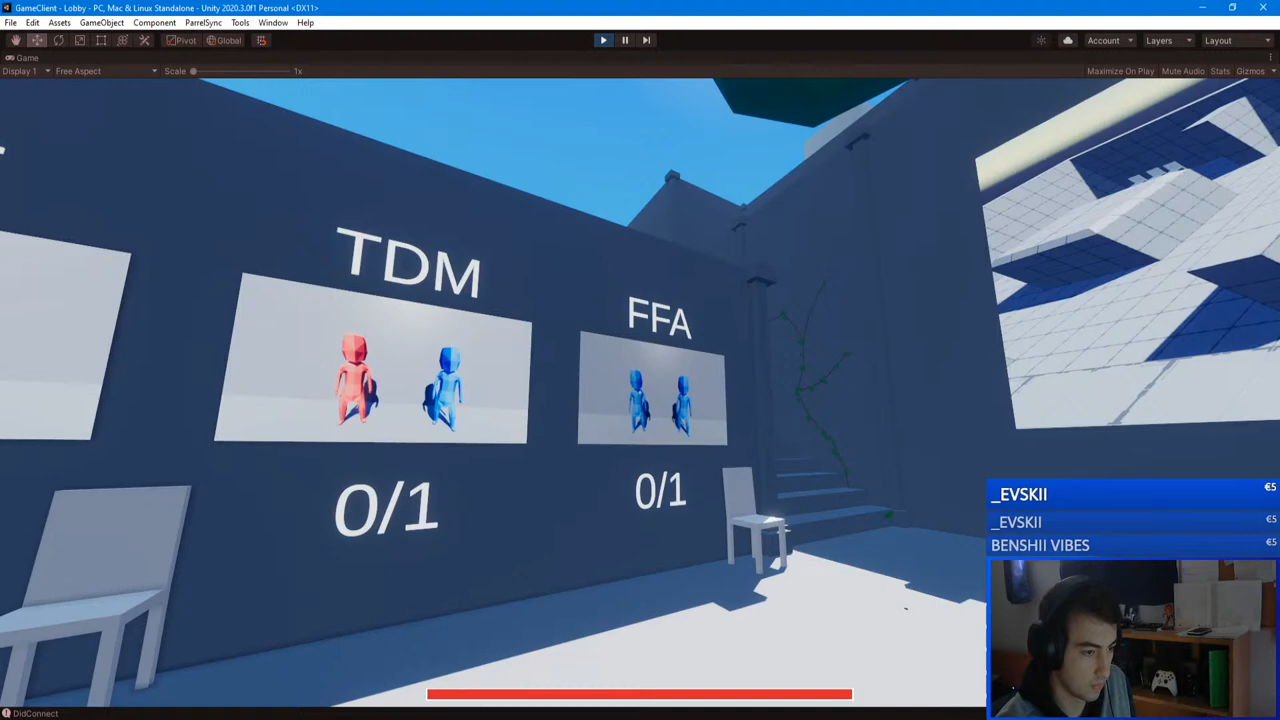 GameClient - Lobby - PC, Mac & Linux Standalone - Unity 2020.3.0f1 Personal <DX11>
File Edit Assets GameObject Component ParrelSync Tools Window Help
Pivot Global Account Layers Layout
Game
Display 1 Free Aspect Scale 1x Maximize On Play Mute Audio Stats Gizmos
TDM
FFA
0/1
0/1
_EVSKII €5
_EVSKII €5
BENSHII VIBES €5
DidConnect